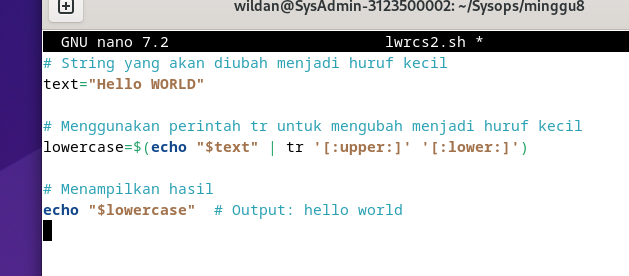 wildan@SysAdmin-3123500002: ~/Sysops/minggu8
GNU nano 7.2 lwrcs2.sh *
# String yang akan diubah menjadi huruf kecil
text="Hello WORLD"
# Menggunakan perintah tr untuk mengubah menjadi huruf kecil
lowercase=$(echo "$text" | tr '[:upper:]' '[:lower:]')
# Menampilkan hasil
echo "$lowercase"  # Output: hello world